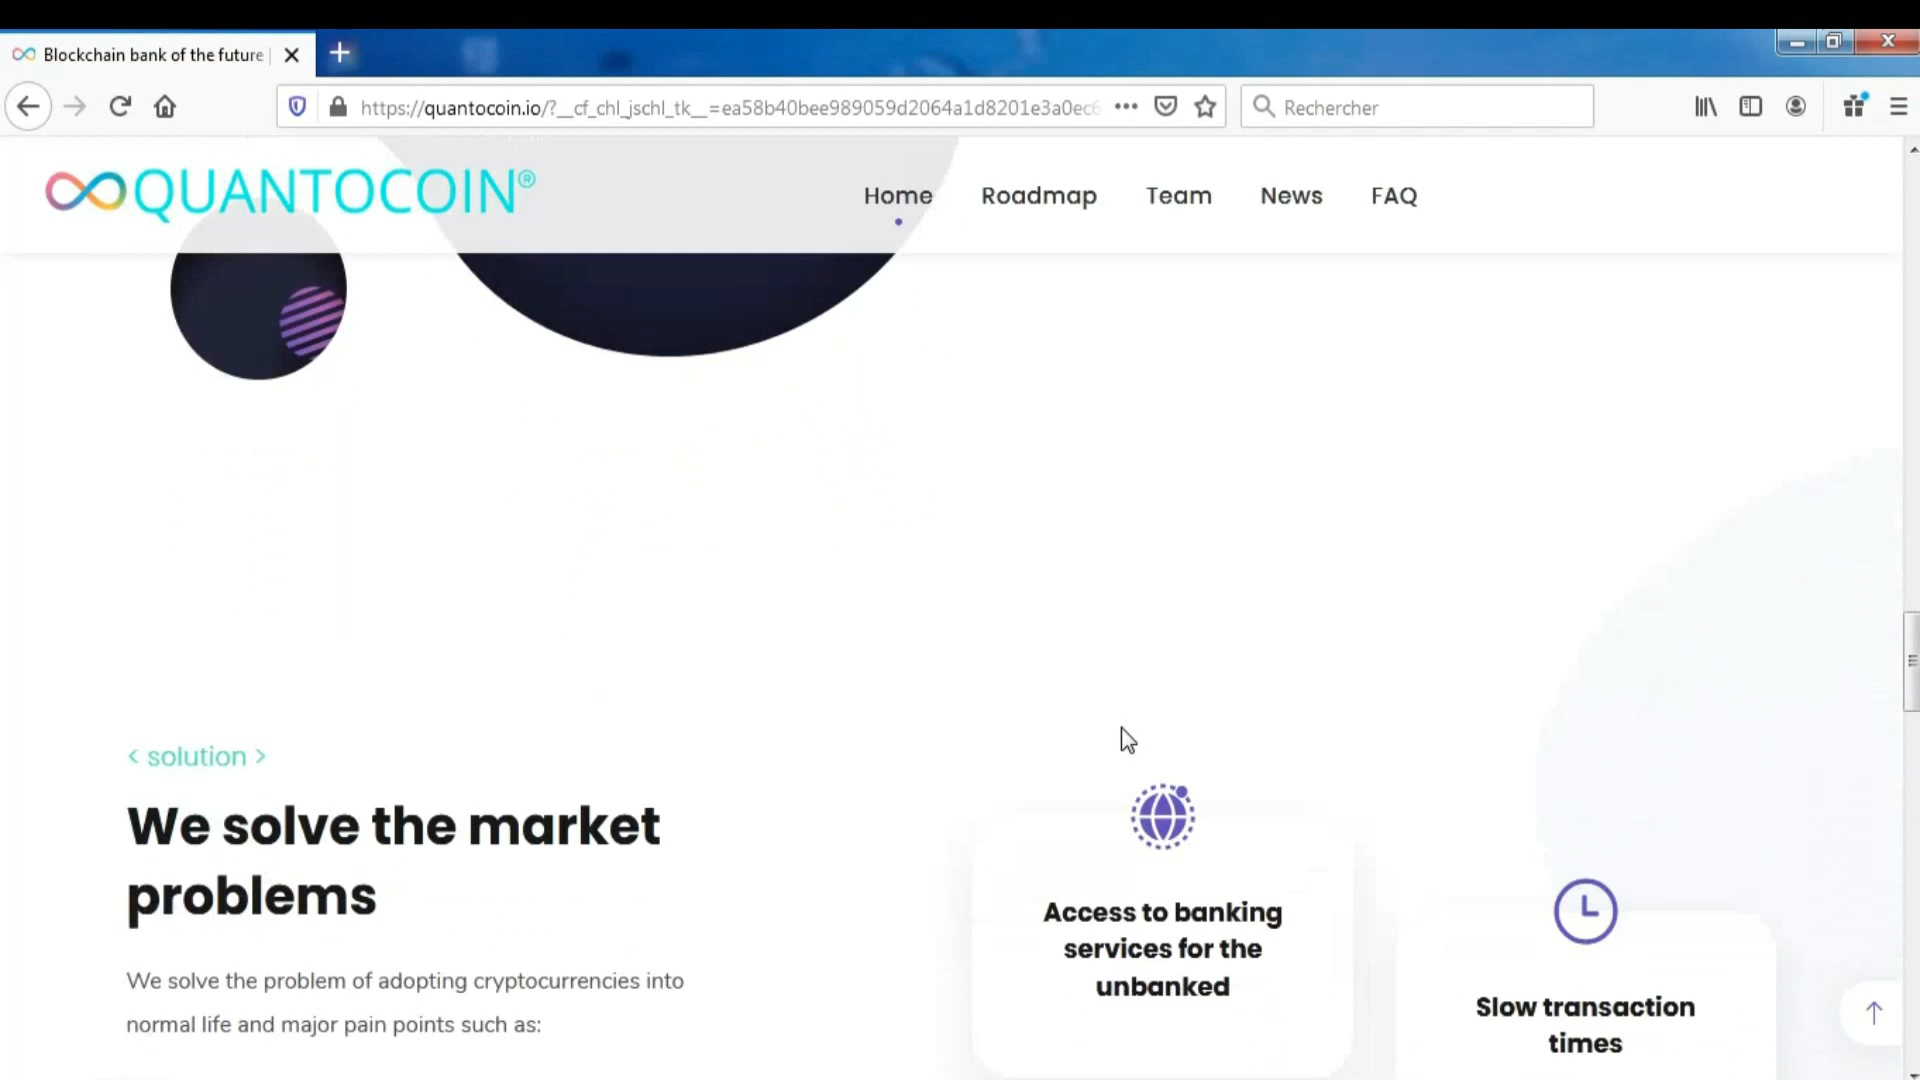 Blockchain bank of the future |
https://quantocoin.io/?__cf_chl_jschl_tk__=ea58b40bee989059d2064a1d8201e3a0ec6
Rechercher
QUANTOCOIN®
Home
Roadmap
Team
News
FAQ
< solution >
We solve the market
problems
We solve the problem of adopting cryptocurrencies into
normal life and major pain points such as:
Access to banking
services for the
unbanked
Slow transaction
times